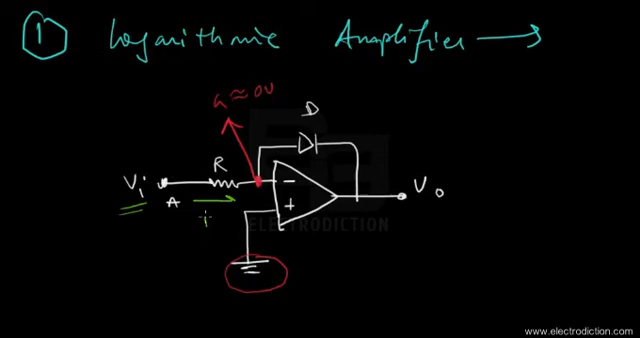 ① Logarithmic Amplifier →
G ≈ 0V
D
R
Vi
A
i
−
+
Vo
ELECTRODICTION
www.electrodiction.com